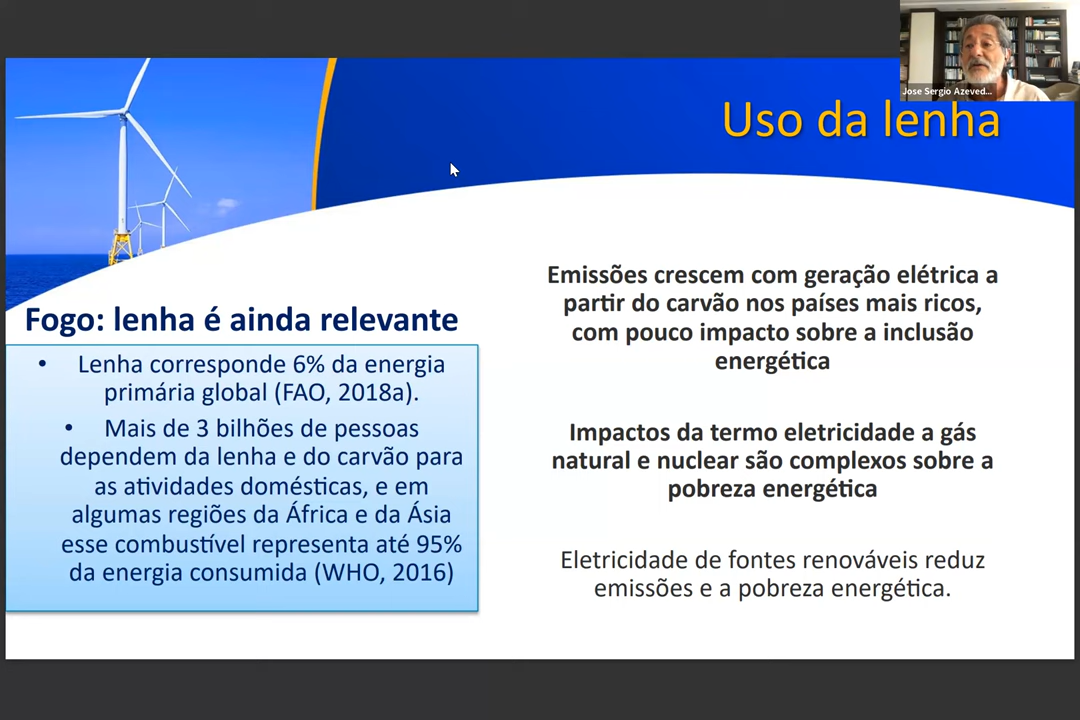 Jose Sergio Azeved...
Uso da lenha
Fogo: lenha é ainda relevante
• Lenha corresponde 6% da energia
primária global (FAO, 2018a).
• Mais de 3 bilhões de pessoas
dependem da lenha e do carvão para
as atividades domésticas, e em
algumas regiões da África e da Ásia
esse combustível representa até 95%
da energia consumida (WHO, 2016)
Emissões crescem com geração elétrica a
partir do carvão nos países mais ricos,
com pouco impacto sobre a inclusão
energética
Impactos da termo eletricidade a gás
natural e nuclear são complexos sobre a
pobreza energética
Eletricidade de fontes renováveis reduz
emissões e a pobreza energética.